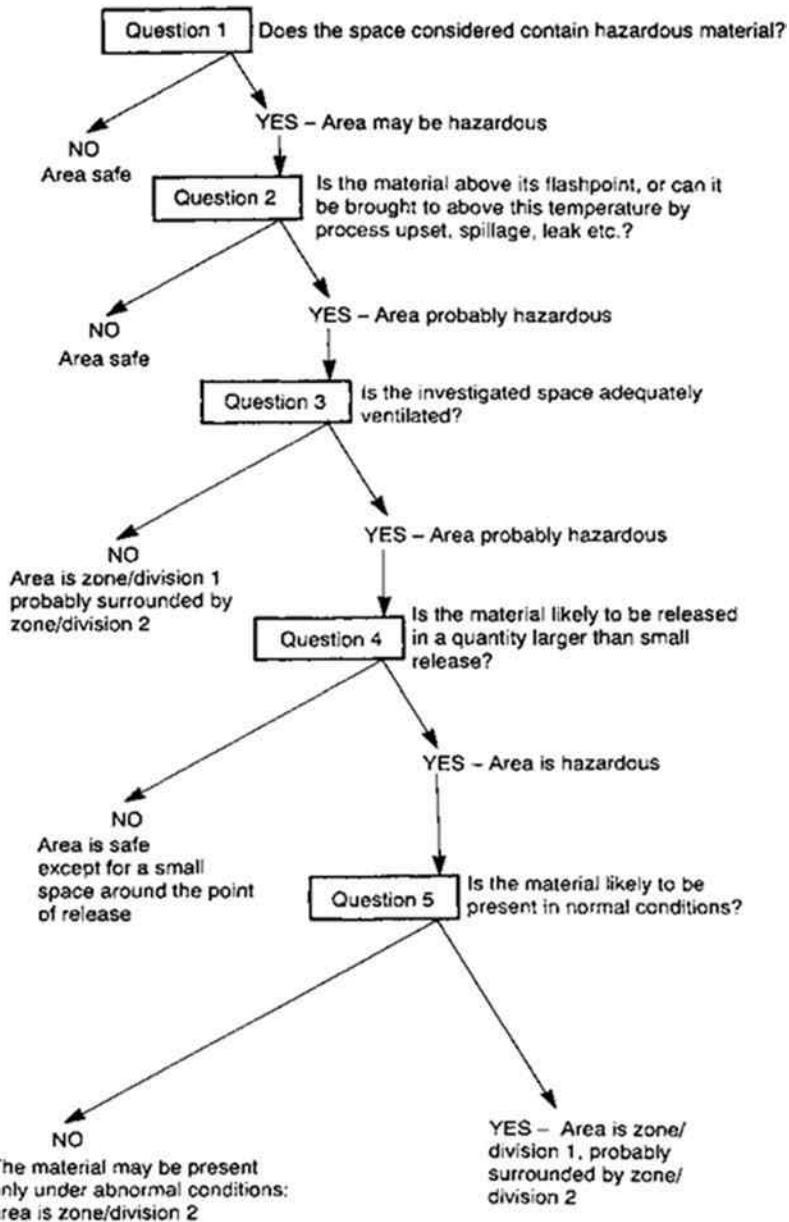 Question 1
Does the space considered contain hazardous material?
NO
Area safe
YES – Area may be hazardous
Question 2
Is the material above its flashpoint, or can it
be brought to above this temperature by
process upset, spillage, leak etc.?
NO
Area safe
YES – Area probably hazardous
Question 3
Is the investigated space adequately
ventilated?
NO
Area is zone/division 1
probably surrounded by
zone/division 2
YES – Area probably hazardous
Question 4
Is the material likely to be released
in a quantity larger than small
release?
NO
Area is safe
except for a small
space around the point
of release
YES – Area is hazardous
Question 5
Is the material likely to be
present in normal conditions?
NO
The material may be present
only under abnormal conditions:
area is zone/division 2
YES – Area is zone/
division 1, probably
surrounded by zone/
division 2